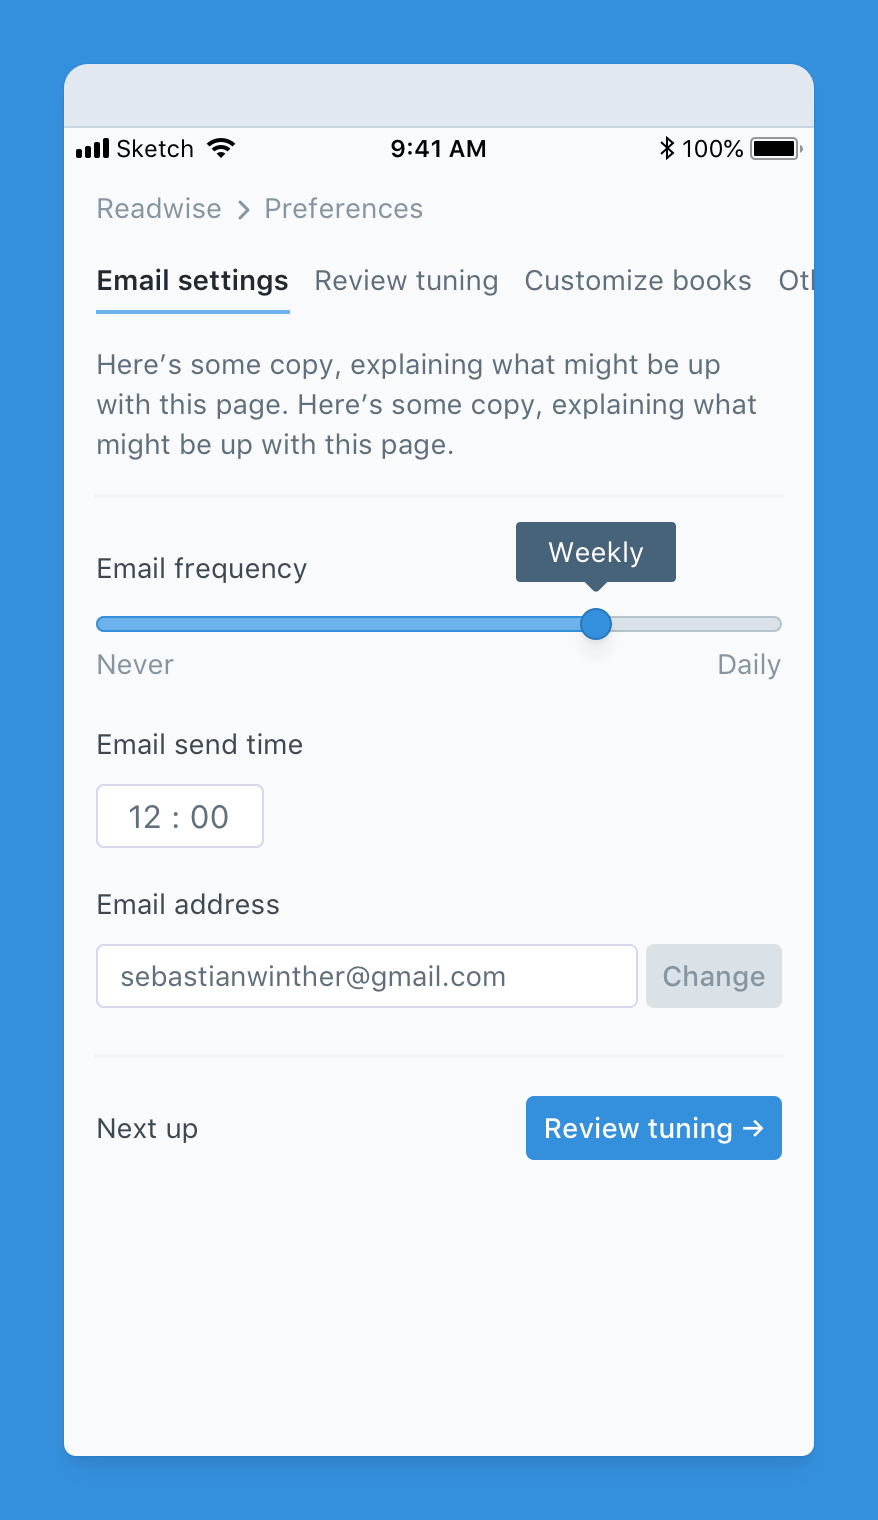 Sketch 9:41 AM 100%
Readwise > Preferences
Email settings Review tuning Customize books Otl
Here’s some copy, explaining what might be up
with this page. Here’s some copy, explaining what
might be up with this page.
Weekly
Email frequency
Never Daily
Email send time
12 : 00
Email address
sebastianwinther@gmail.com Change
Next up Review tuning →